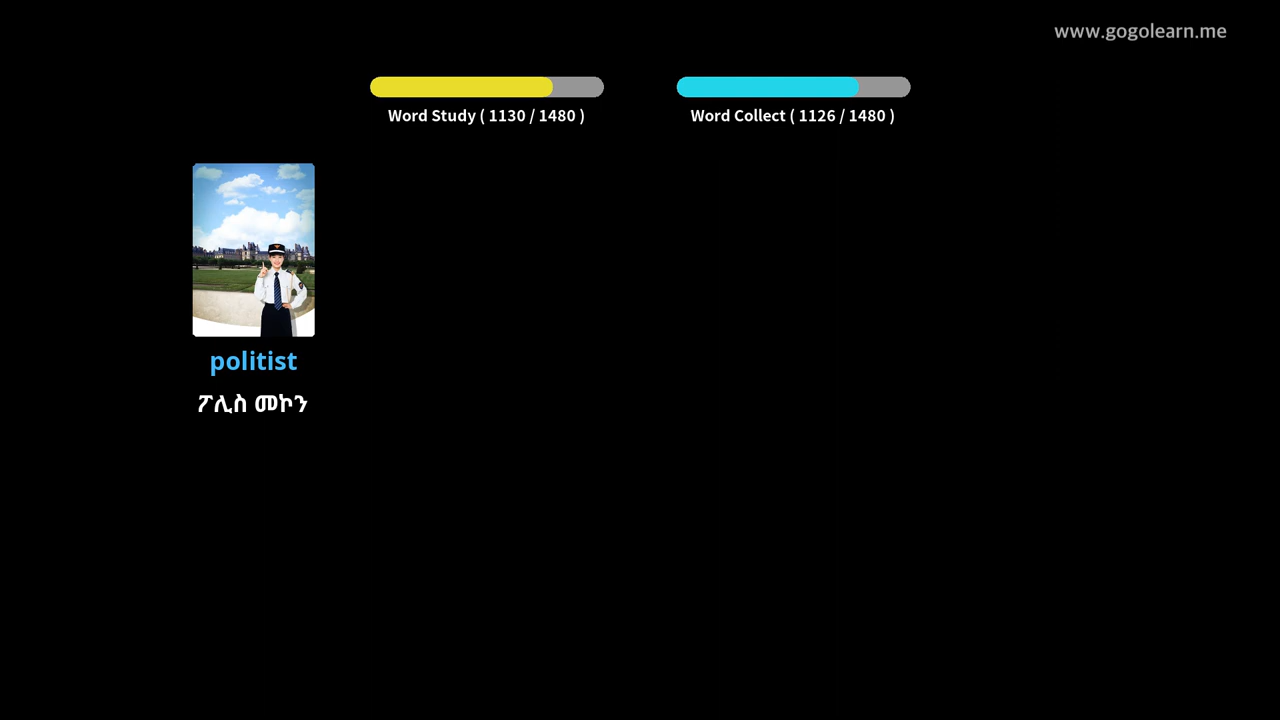 www.gogolearn.me
Word Study ( 1130 / 1480 )
Word Collect ( 1126 / 1480 )
politist
ፖሊስ መኮን